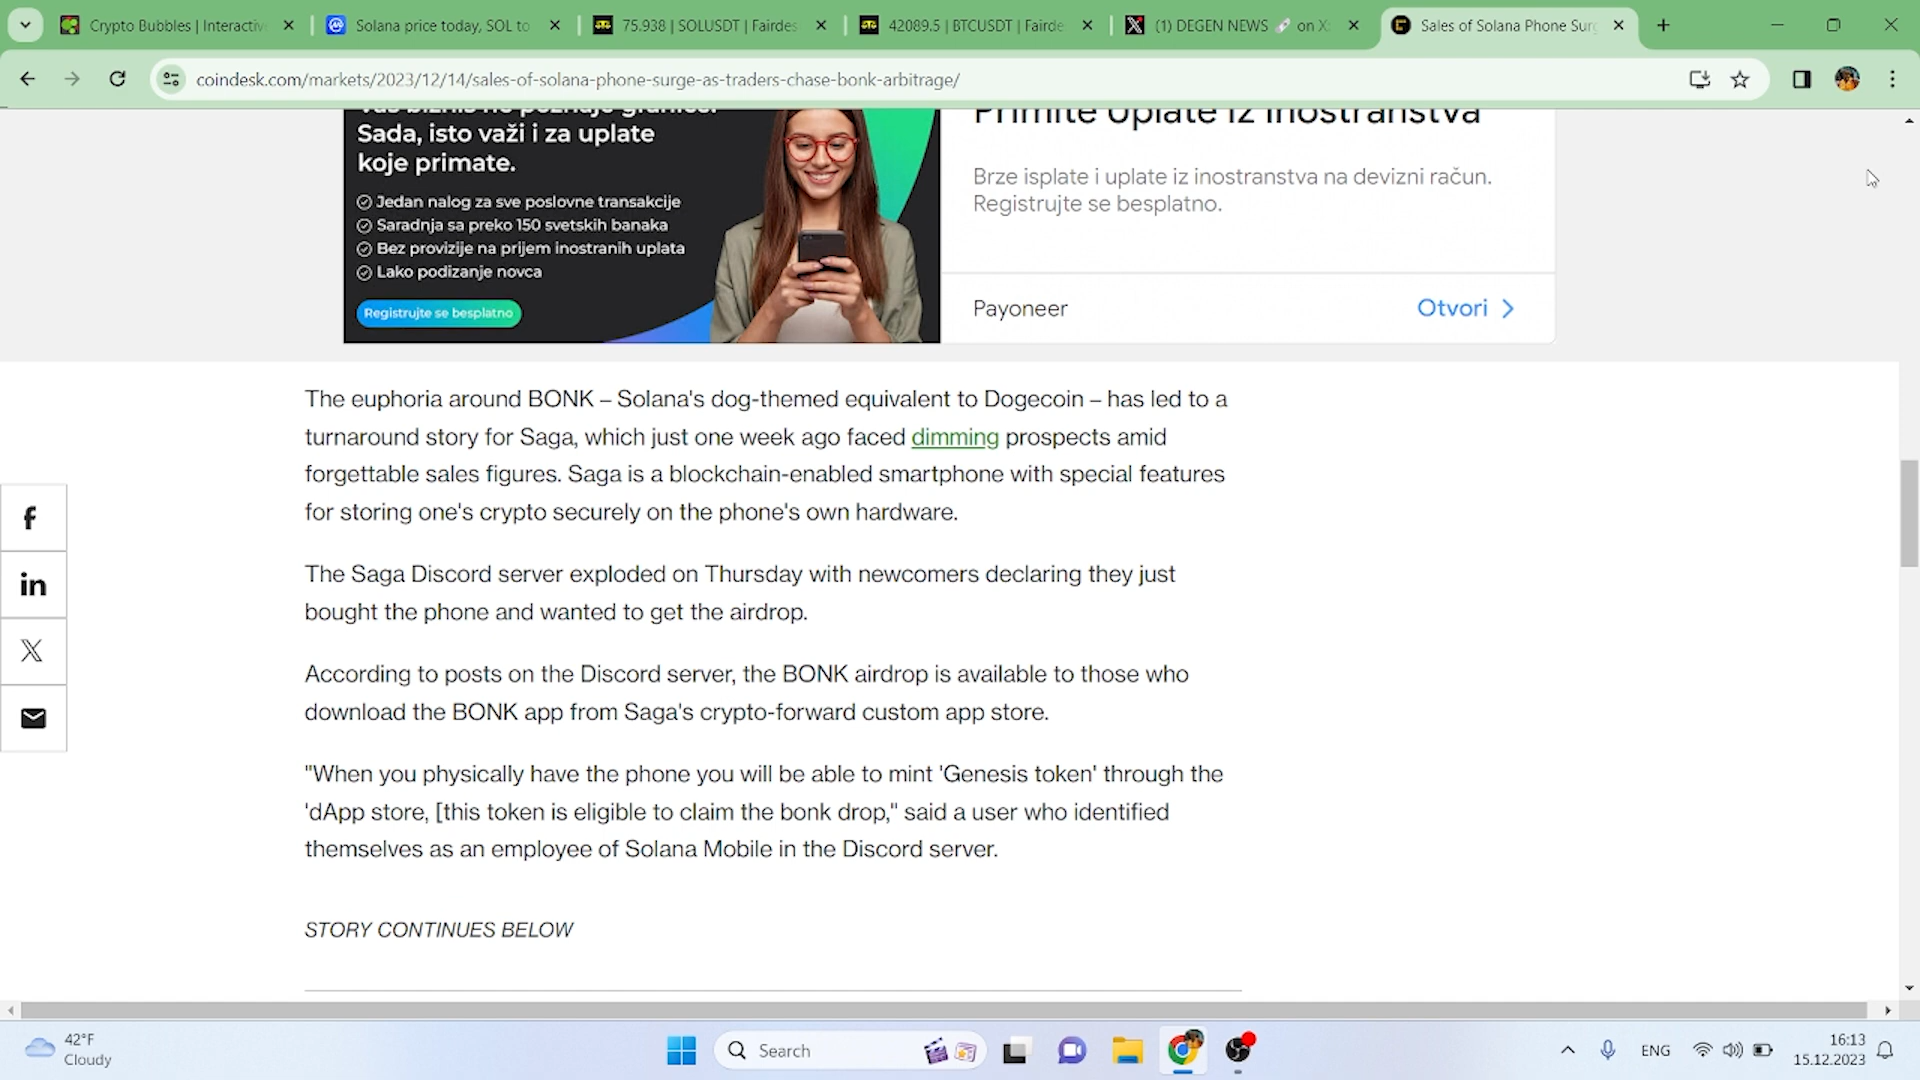 Crypto Bubbles | Interactiv
Solana price today, SOL to
75.938 | SOLUSDT | Fairdes
42089.5 | BTCUSDT | Fairde
(1) DEGEN NEWS on X:
Sales of Solana Phone Sur
coindesk.com/markets/2023/12/14/sales-of-solana-phone-surge-as-traders-chase-bonk-arbitrage/
Sada, isto važi i za uplate
koje primate.
Jedan nalog za sve poslovne transakcije
Saradnja sa preko 150 svetskih banaka
Bez provizije na prijem inostranih uplata
Lako podizanje novca
Registrujte se besplatno
Primite uplate iz inostranstva
Brze isplate i uplate iz inostranstva na devizni račun.
Registrujte se besplatno.
Payoneer
Otvori
The euphoria around BONK – Solana's dog-themed equivalent to Dogecoin – has led to a
turnaround story for Saga, which just one week ago faced dimming prospects amid
forgettable sales figures. Saga is a blockchain-enabled smartphone with special features
for storing one's crypto securely on the phone's own hardware.
The Saga Discord server exploded on Thursday with newcomers declaring they just
bought the phone and wanted to get the airdrop.
According to posts on the Discord server, the BONK airdrop is available to those who
download the BONK app from Saga's crypto-forward custom app store.
"When you physically have the phone you will be able to mint 'Genesis token' through the
'dApp store, [this token is eligible to claim the bonk drop," said a user who identified
themselves as an employee of Solana Mobile in the Discord server.
STORY CONTINUES BELOW
42°F
Cloudy
Search
ENG
16:13
15.12.2023